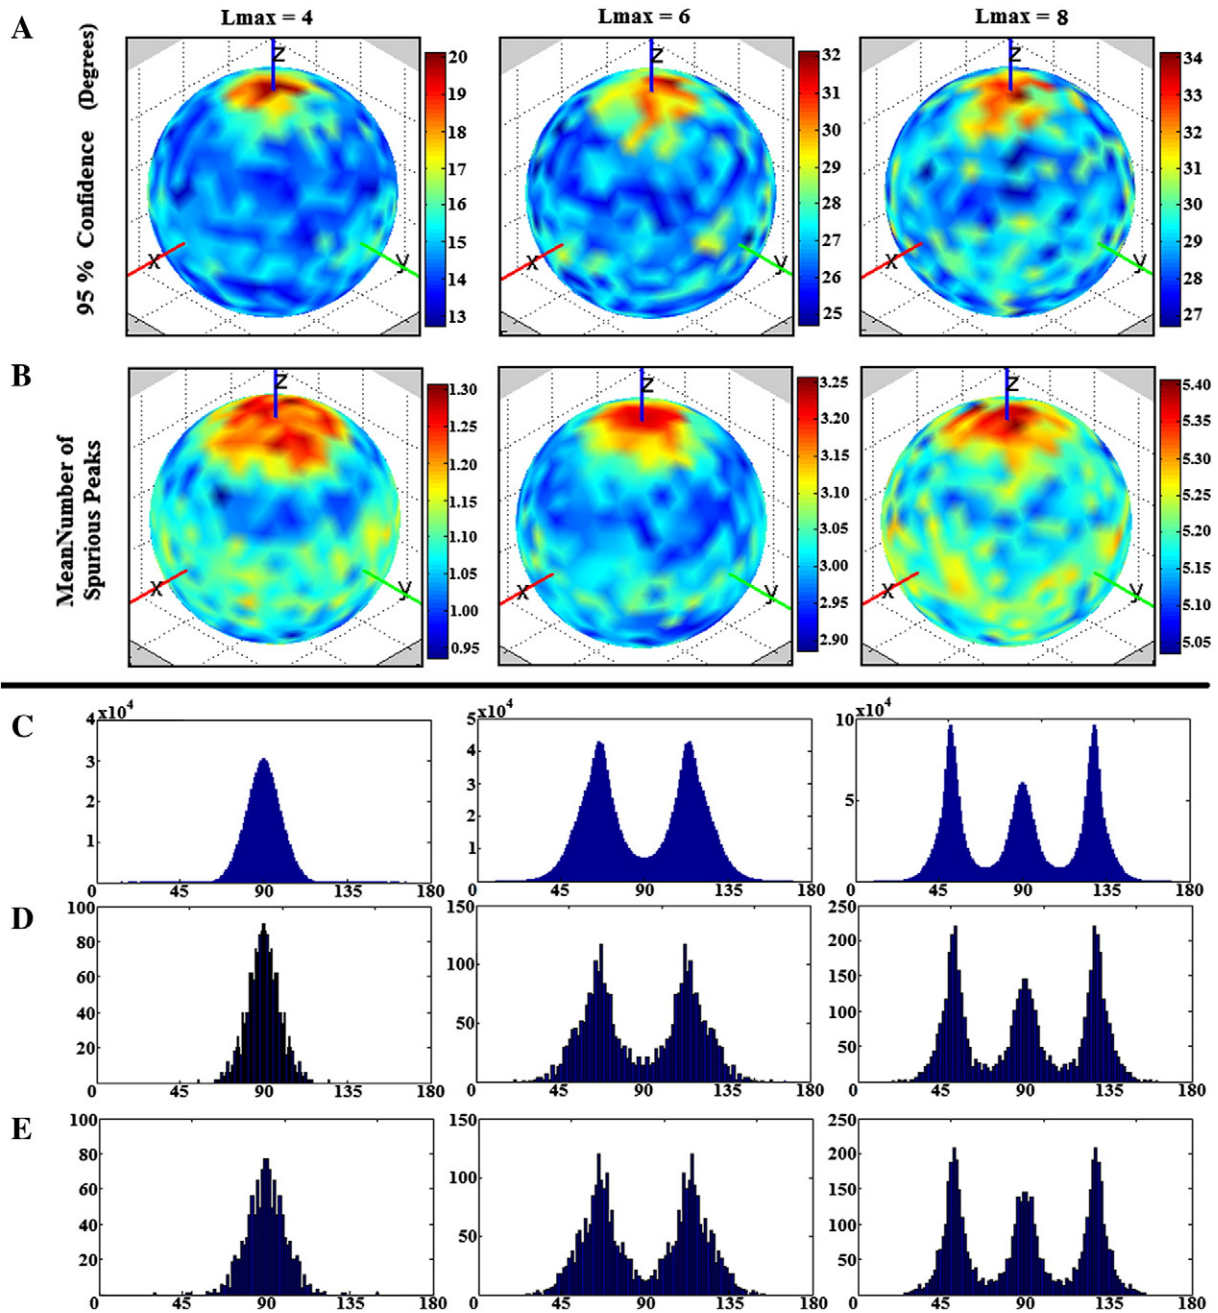 Lmax = 4
Lmax = 6
Lmax = 8
A
95 % Confidence (Degrees)
z
x
y
20
19
18
17
16
15
14
13
z
x
y
32
31
30
29
28
27
26
25
z
x
y
34
33
32
31
30
29
28
27
B
MeanNumber of
Spurious Peaks
z
x
y
1.30
1.25
1.20
1.15
1.10
1.05
1.00
0.95
z
x
y
3.25
3.20
3.15
3.10
3.05
3.00
2.95
2.90
z
x
y
5.40
5.35
5.30
5.25
5.20
5.15
5.10
5.05
C
4 x10⁴
3
2
1
0 45 90 135 180
5 x10⁴
4
3
2
1
0 45 90 135 180
10 x10⁴
5
0 45 90 135 180
D
100
80
60
40
20
0
0 45 90 135 180
150
100
50
0
0 45 90 135 180
250
200
150
100
50
0
0 45 90 135 180
E
100
80
60
40
20
0 45 90 135 180
150
100
50
0 45 90 135 180
250
200
150
100
50
0 45 90 135 180